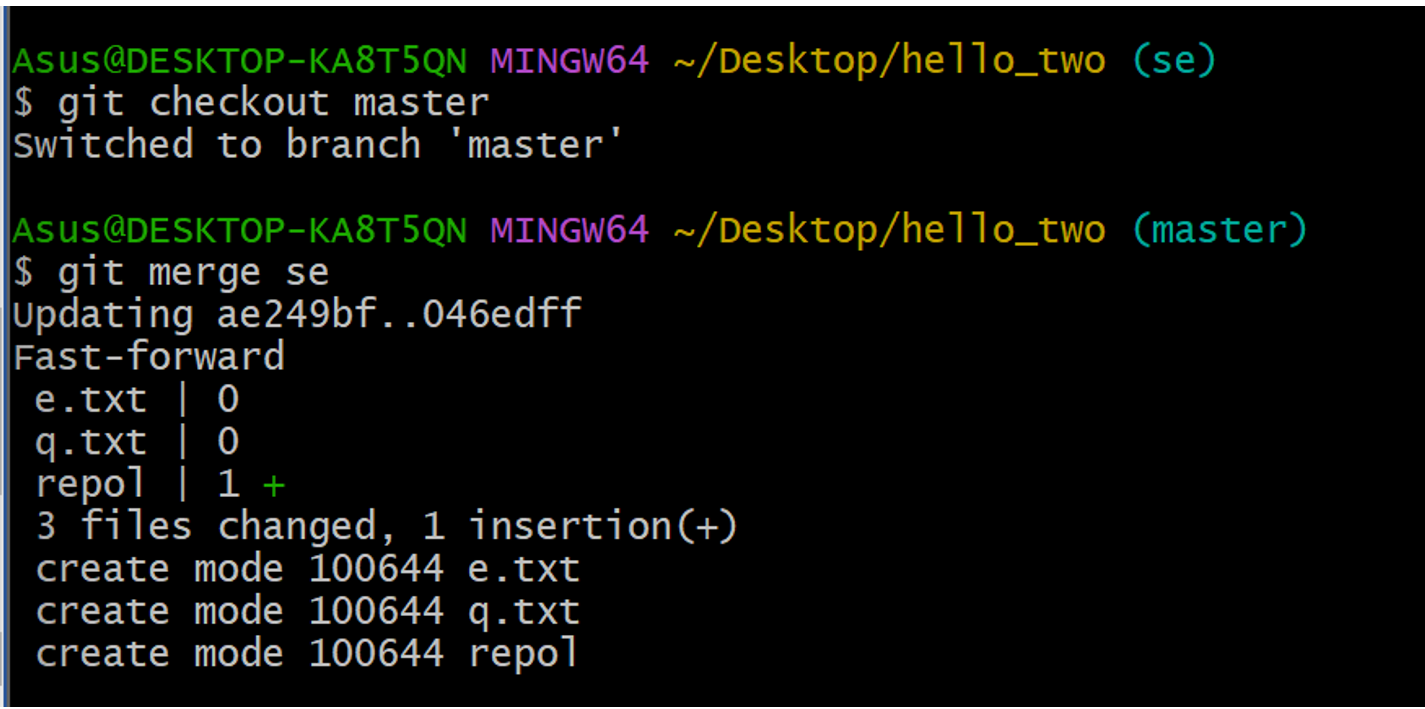 Asus@DESKTOP-KA8T5QN MINGW64 ~/Desktop/hello_two (se)
$ git checkout master
Switched to branch 'master'
Asus@DESKTOP-KA8T5QN MINGW64 ~/Desktop/hello_two (master)
$ git merge se
Updating ae249bf..046edff
Fast-forward
 e.txt | 0
 q.txt | 0
 repol | 1 +
 3 files changed, 1 insertion(+)
 create mode 100644 e.txt
 create mode 100644 q.txt
 create mode 100644 repol